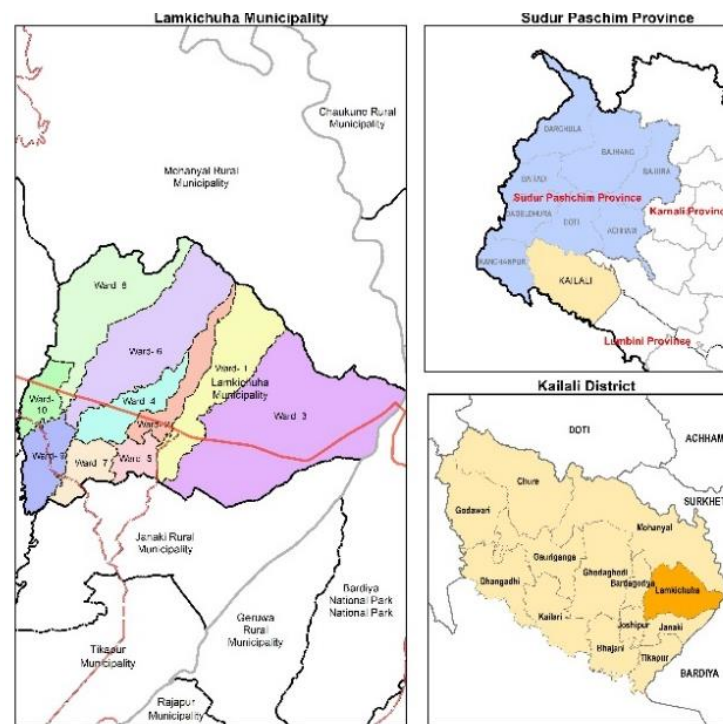 Lamkichuha Municipality
Chaukune Rural
Municipality
Mohanyal Rural
Municipality
Ward- 8
Ward- 6
Ward- 1
Lamkichuha
Municipality
Ward- 4
Ward-
10
Ward- 3
Ward- 7
Ward- 5
Janaki Rural
Municipality
Bardiya
National Park
National Park
Geruwa
Rural
Municipality
Tikapur
Municipality
Rajapur
Municipality
Sudur Paschim Province
DARCHULA
BAJHANG
BAJURA
BAITADI
Sudur Pashchim Province
DADELDHURA
DOTI
ACHHAM
KANCHANPUR
KAILALI
Karnali Province
Lumbini Province
Kailali District
DOTI
ACHHAM
SURKHET
Chure
Godawari
Mohanyal
Gauriganga
Ghodaghodi
Dhangadhi
Bardagoriya
Lamkichuha
Kailari
Joshipur
Janaki
Bhajani
Tikapur
BARDIYA